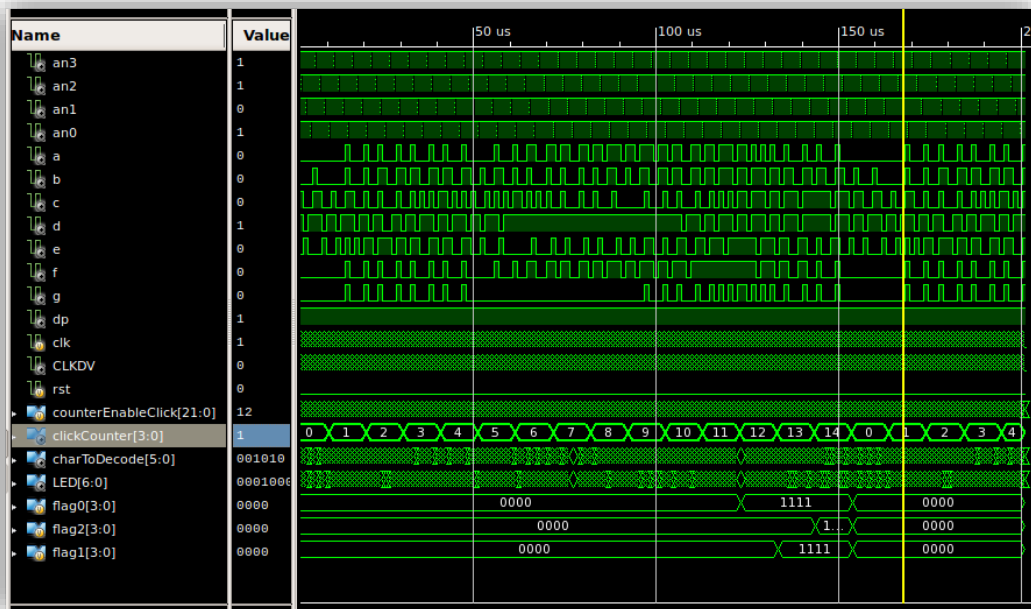 Name Value 50 us 100 us 150 us 2
an3 1
an2 1
an1 0
an0 1
a 0
b 0
c 0
d 1
e 0
f 0
g 0
dp 1
clk 1
CLKDV 0
rst 0
counterEnableClick[21:0] 12
clickCounter[3:0] 1 0 1 2 3 4 5 6 7 8 9 10 11 12 13 14 0 1 2 3 4
charToDecode[5:0] 001010
LED[6:0] 0001000
flag0[3:0] 0000 0000 1111 0000
flag2[3:0] 0000 0000 1... 0000
flag1[3:0] 0000 0000 1111 0000